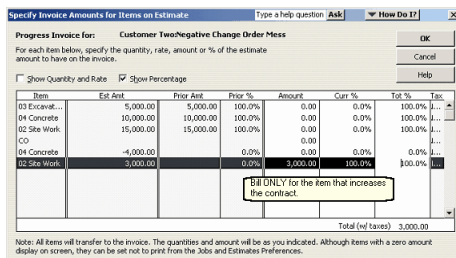 Specify Invoice Amounts for Items on Estimate Type a help question Ask How Do I? X
Progress Invoice for: Customer Two:Negative Change Order Mess
OK
For each item below, specify the quantity, rate, amount or % of the estimate
amount to have on the invoice.
Cancel
Help
Show Quantity and Rate Show Percentage
Item Est Amt Prior Amt Prior % Amount Curr % Tot % Tax
03 Excavat... 5,000.00 5,000.00 100.0% 0.00 0.0% 100.0%
04 Concrete 10,000.00 10,000.00 100.0% 0.00 0.0% 100.0%
02 Site Work 15,000.00 15,000.00 100.0% 0.00 0.0% 100.0%
CO 0.00
04 Concrete -4,000.00 0.0% 0.00 0.0% 0.0%
02 Site Work 3,000.00 0.0% 3,000.00 100.0% 100.0%
Bill ONLY for the item that increases
the contract.
Total (w/ taxes) 3,000.00
Note: All items will transfer to the invoice. The quantities and amount will be as you indicated. Although items with a zero amount
display on screen, they can be set not to print from the Jobs and Estimates Preferences.